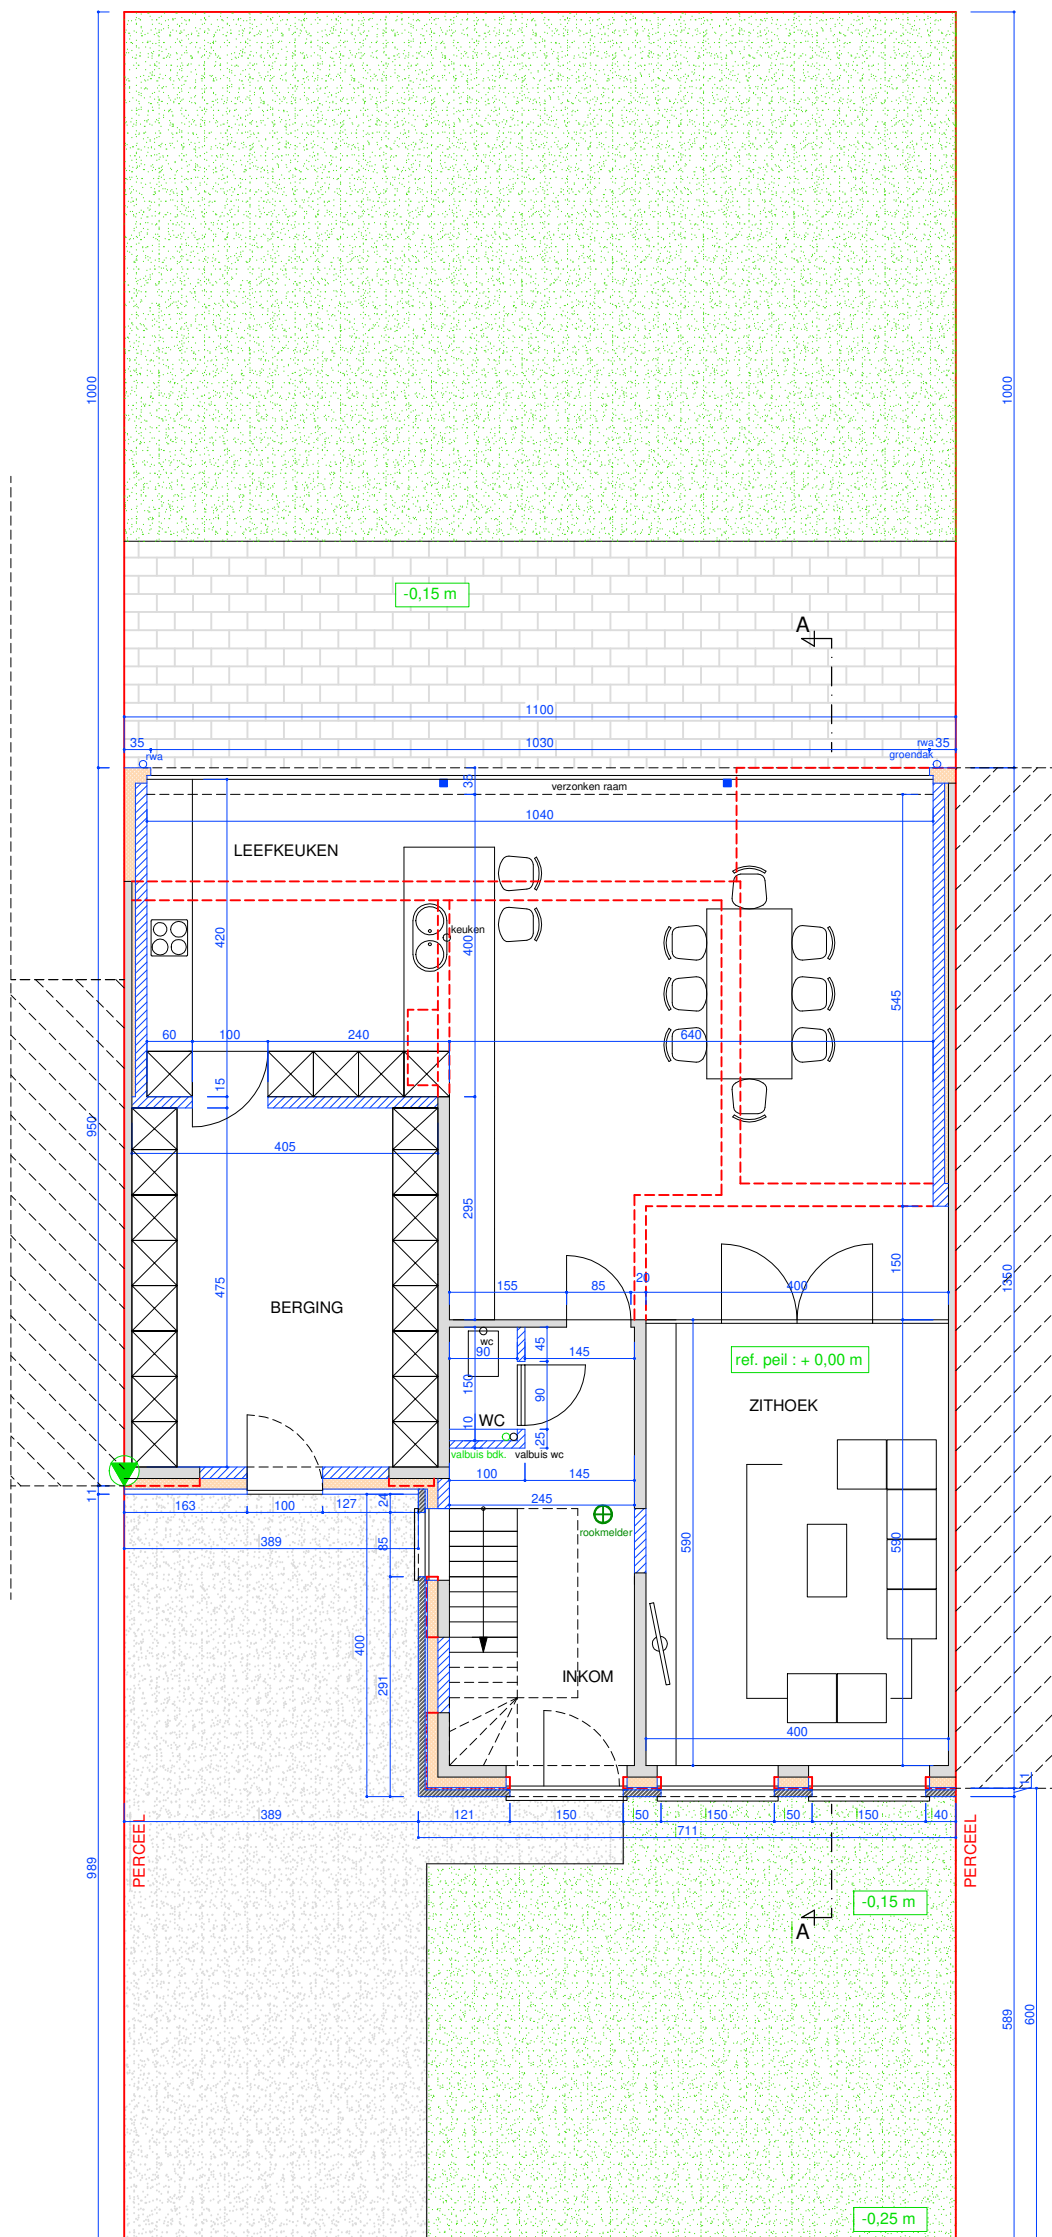 1000
1000
-0,15 m
A
1100
35
1030
rwa 35
rwa
groendak
35
verzonken raam
1040
LEEFKEUKEN
420
keuken
400
545
60
100
240
640
15
950
405
295
475
BERGING
150
1350
155
85
20
400
wc
90
45
145
ref. peil : + 0,00 m
150
90
ZITHOEK
WC
10
25
valbuis bdk.
valbuis wc
100
145
11
163
100
127
24
245
rookmelder
389
85
590
590
400
291
INKOM
400
11
389
121
150
50
150
50
150
40
711
PERCEEL
PERCEEL
989
-0,15 m
A
589
600
-0,25 m